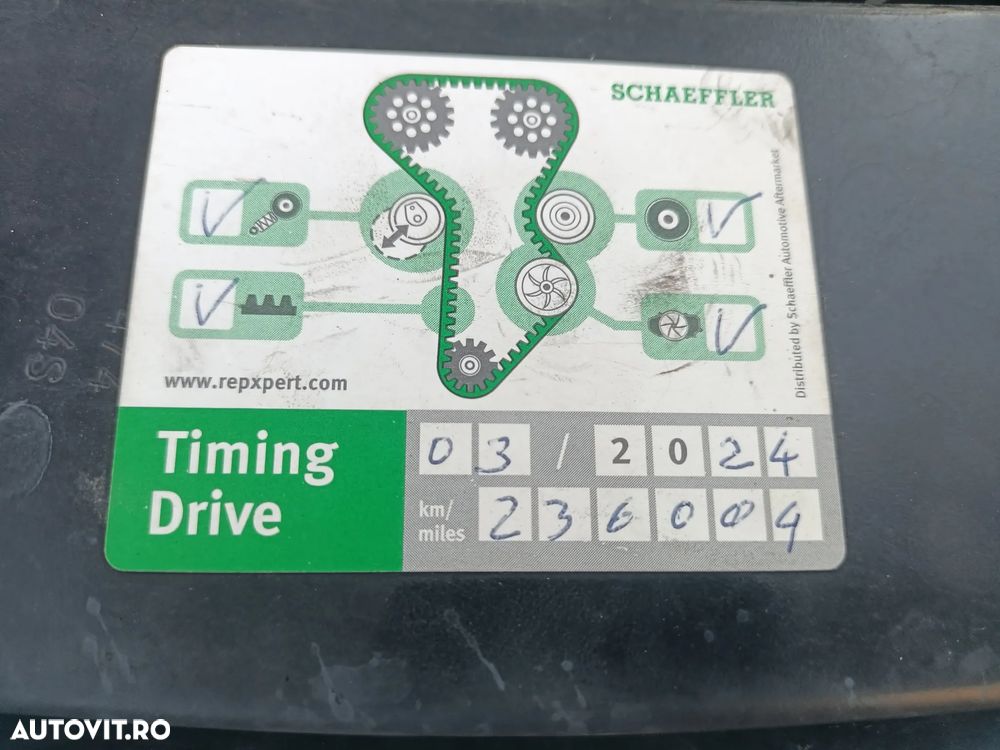 SCHAEFFLER
Distributed by Schaeffler Automotive Aftermarket
www.repxpert.com
Timing
Drive
03 / 2024
km/
miles
236004
AUTOVIT.RO